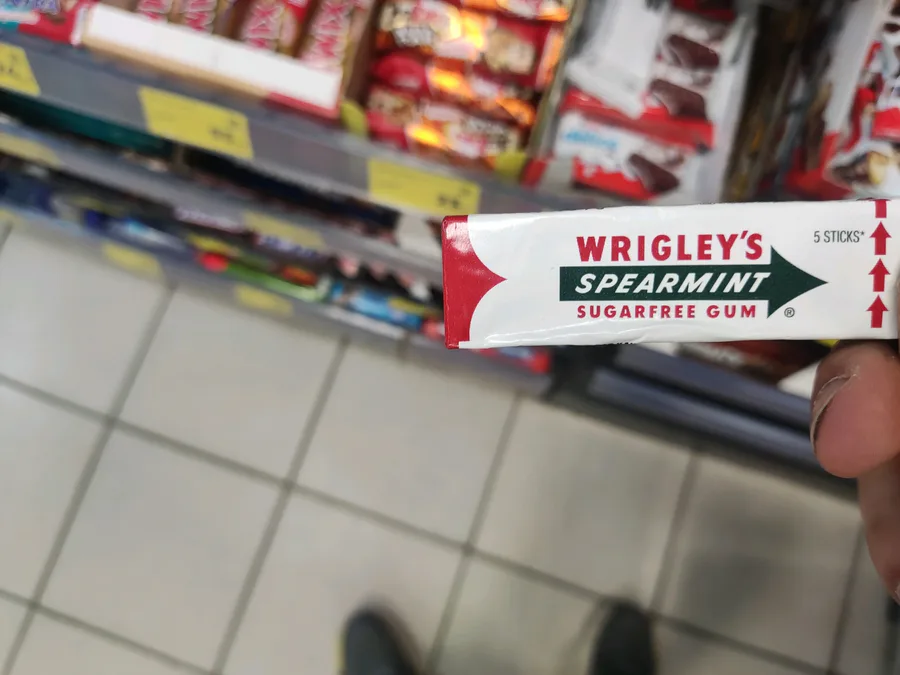 WRIGLEY'S
5 STICKS*
SPEARMINT
SUGARFREE GUM
®